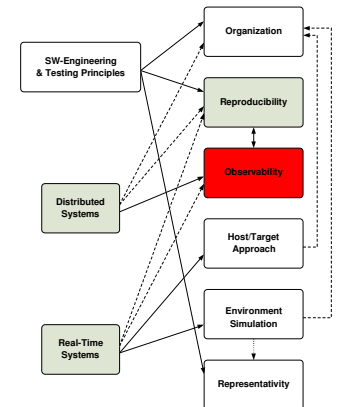 Organization
SW-Engineering
& Testing Principles
Reproducibility
Observability
Distributed
Systems
Host/Target
Approach
Environment
Simulation
Real-Time
Systems
Representativity